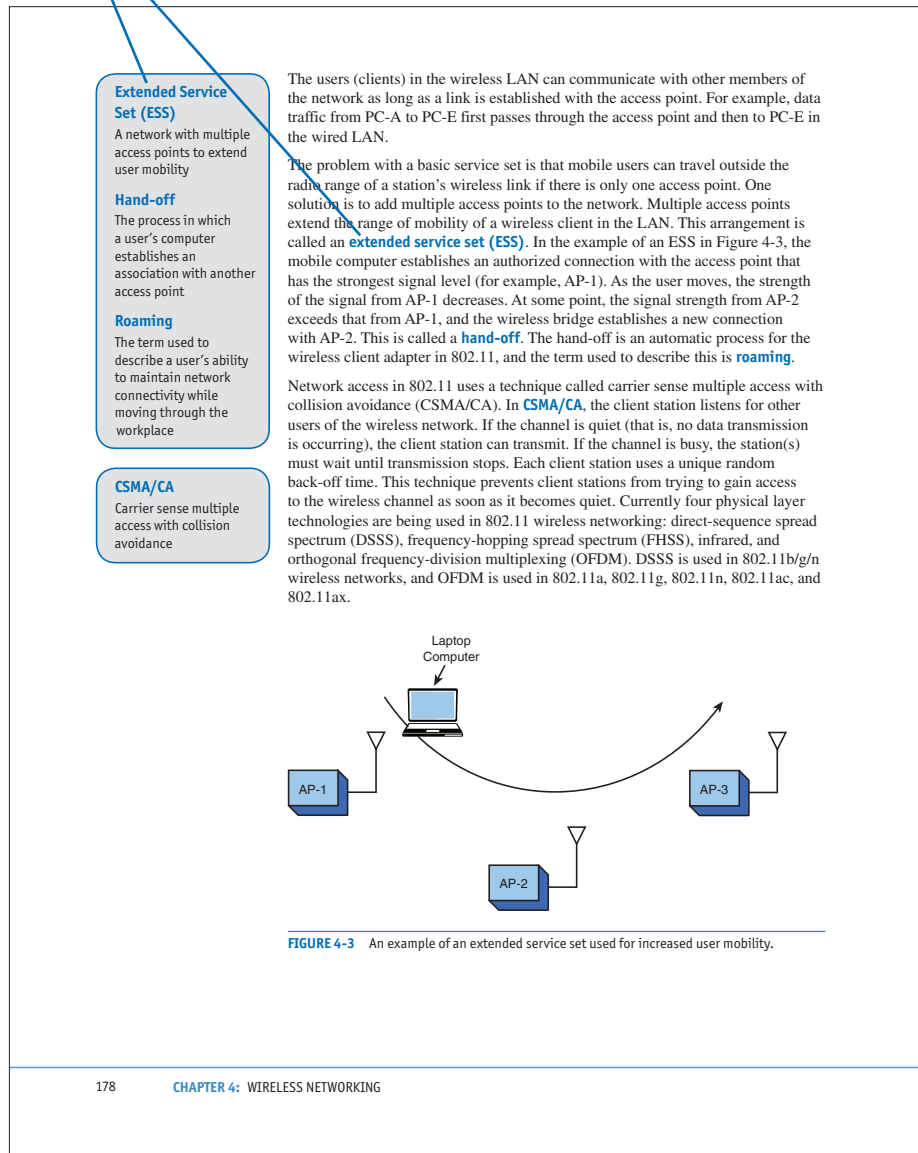 Extended Service
Set (ESS)
A network with multiple
access points to extend
user mobility
Hand-off
The process in which
a user's computer
establishes an
association with another
access point
Roaming
The term used to
describe a user's ability
to maintain network
connectivity while
moving through the
workplace
CSMA/CA
Carrier sense multiple
access with collision
avoidance
The users (clients) in the wireless LAN can communicate with other members of
the network as long as a link is established with the access point. For example, data
traffic from PC-A to PC-E first passes through the access point and then to PC-E in
the wired LAN.
The problem with a basic service set is that mobile users can travel outside the
radio range of a station's wireless link if there is only one access point. One
solution is to add multiple access points to the network. Multiple access points
extend the range of mobility of a wireless client in the LAN. This arrangement is
called an extended service set (ESS). In the example of an ESS in Figure 4-3, the
mobile computer establishes an authorized connection with the access point that
has the strongest signal level (for example, AP-1). As the user moves, the strength
of the signal from AP-1 decreases. At some point, the signal strength from AP-2
exceeds that from AP-1, and the wireless bridge establishes a new connection
with AP-2. This is called a hand-off. The hand-off is an automatic process for the
wireless client adapter in 802.11, and the term used to describe this is roaming.
Network access in 802.11 uses a technique called carrier sense multiple access with
collision avoidance (CSMA/CA). In CSMA/CA, the client station listens for other
users of the wireless network. If the channel is quiet (that is, no data transmission
is occurring), the client station can transmit. If the channel is busy, the station(s)
must wait until transmission stops. Each client station uses a unique random
back-off time. This technique prevents client stations from trying to gain access
to the wireless channel as soon as it becomes quiet. Currently four physical layer
technologies are being used in 802.11 wireless networking: direct-sequence spread
spectrum (DSSS), frequency-hopping spread spectrum (FHSS), infrared, and
orthogonal frequency-division multiplexing (OFDM). DSSS is used in 802.11b/g/n
wireless networks, and OFDM is used in 802.11a, 802.11g, 802.11n, 802.11ac, and
802.11ax.
Laptop
Computer
AP-1
AP-3
AP-2
FIGURE 4-3 An example of an extended service set used for increased user mobility.
178 CHAPTER 4: WIRELESS NETWORKING